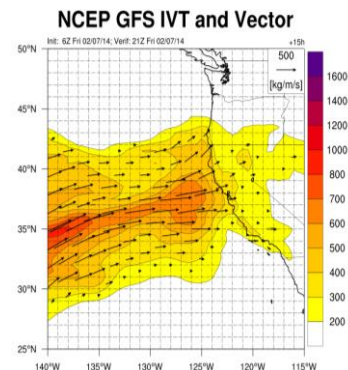 NCEP GFS IVT and Vector
Init: 6Z Fri 02/07/14; Verif: 21Z Fri 02/07/14 +15h
50°N
45°N
40°N
35°N
30°N
25°N
140°W 135°W 130°W 125°W 120°W 115°W
500
[kg/m/s]
1600
1400
1200
1000
800
700
600
500
400
300
200